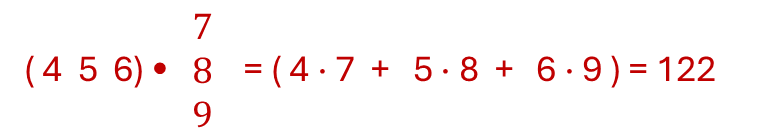 7
( 4 5 6) • 8 = ( 4 · 7 + 5 · 8 + 6 · 9 ) = 122
9